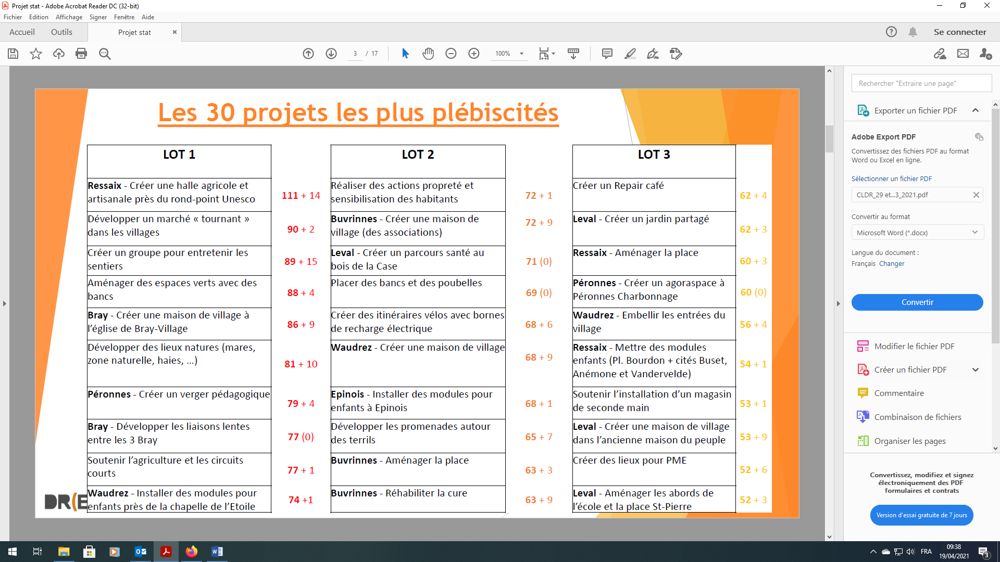 Projet stat - Adobe Acrobat Reader DC (32-bit)
Fichier Edition Affichage Signer Fenêtre Aide
Accueil Outils Projet stat × Se connecter
3 / 17 100%
Les 30 projets les plus plébiscités
LOT 1
Ressaix - Créer une halle agricole et
artisanale près du rond-point Unesco
111 + 14
Développer un marché « tournant »
dans les villages
90 + 2
Créer un groupe pour entretenir les
sentiers
89 + 15
Aménager des espaces verts avec des
bancs
88 + 4
Bray - Créer une maison de village à
l’église de Bray-Village
86 + 9
Développer des lieux natures (mares,
zone naturelle, haies, …)
81 + 10
Péronnes - Créer un verger pédagogique
79 + 4
Bray - Développer les liaisons lentes
entre les 3 Bray
77 (0)
Soutenir l’agriculture et les circuits
courts
77 + 1
Waudrez - Installer des modules pour
enfants près de la chapelle de l’Etoile
74 +1
LOT 2
Réaliser des actions propreté et
sensibilisation des habitants
72 + 1
Buvrinnes - Créer une maison de
village (des associations)
72 + 9
Leval - Créer un parcours santé au
bois de la Case
71 (0)
Placer des bancs et des poubelles
69 (0)
Créer des itinéraires vélos avec bornes
de recharge électrique
68 + 6
Waudrez - Créer une maison de village
68 + 9
Epinois - Installer des modules pour
enfants à Epinois
68 + 1
Développer les promenades autour
des terrils
65 + 7
Buvrinnes - Aménager la place
63 + 3
Buvrinnes - Réhabiliter la cure
63 + 9
LOT 3
Créer un Repair café
62 + 4
Leval - Créer un jardin partagé
62 + 3
Ressaix - Aménager la place
60 + 3
Péronnes - Créer un agoraspace à
Péronnes Charbonnage
60 (0)
Waudrez - Embellir les entrées du
village
56 + 4
Ressaix - Mettre des modules
enfants (Pl. Bourdon + cités Buset,
Anémone et Vandervelde)
54 + 1
Soutenir l’installation d’un magasin
de seconde main
53 + 1
Leval - Créer une maison de village
dans l’ancienne maison du peuple
53 + 9
Créer des lieux pour PME
52 + 6
Leval - Aménager les abords de
l’école et la place St-Pierre
52 + 3
DR(E
Rechercher "Extraire une page"
Exporter un fichier PDF
Adobe Export PDF
Convertissez des fichiers PDF au format
Word ou Excel en ligne.
Sélectionner un fichier PDF
CLDR_29 et...3_2021.pdf
Convertir au format
Microsoft Word (*.docx)
Langue du document :
Français Changer
Convertir
Modifier le fichier PDF
Créer un fichier PDF
Commentaire
Combinaison de fichiers
Organiser les pages
Convertissez, modifiez et signez
électroniquement des PDF
formulaires et contrats
Version d'essai gratuite de 7 jours
FRA
09:38
19/04/2021
3